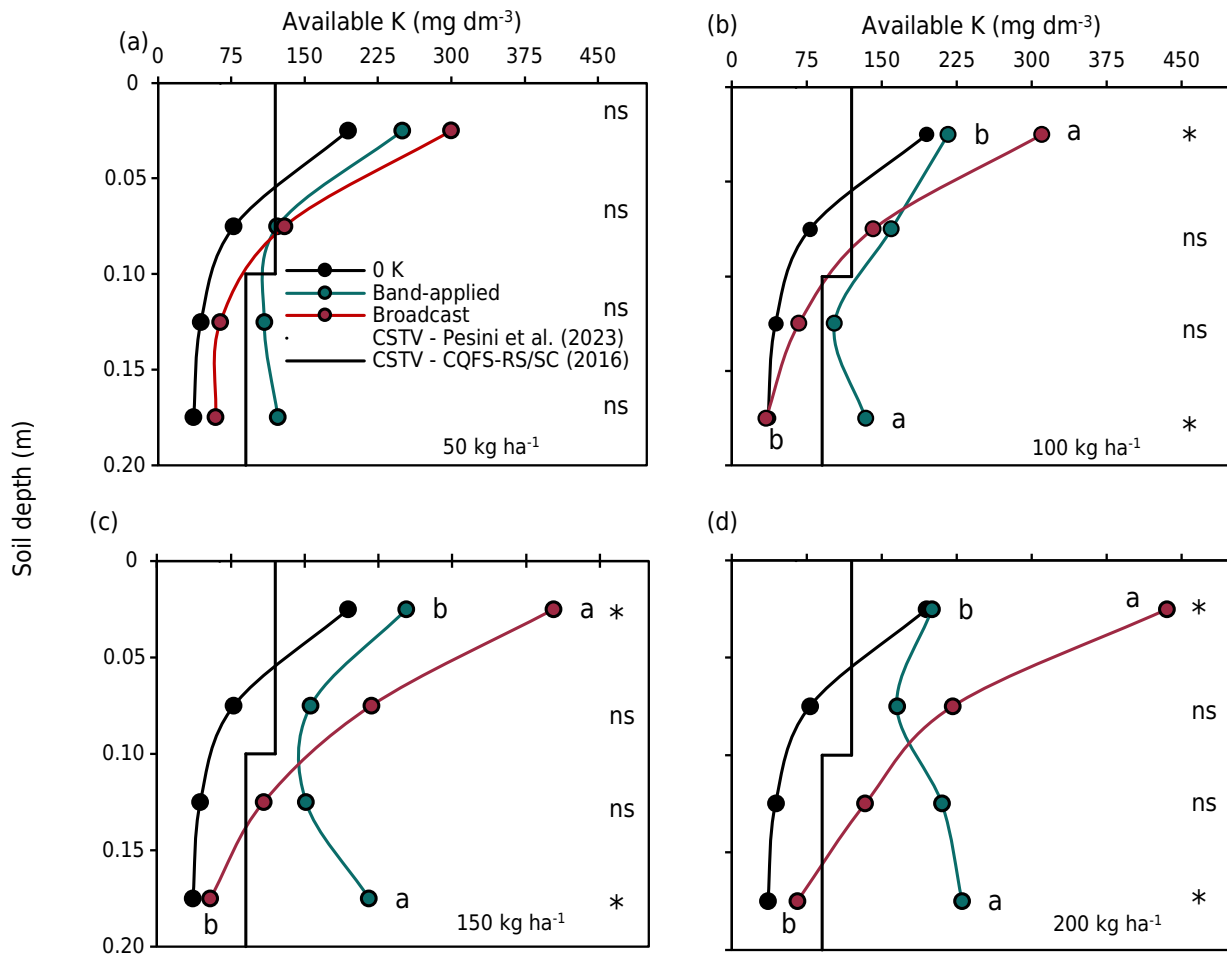 Available K (mg dm-3)
(a)
0 75 150 225 300 375 450
0
0.05
0.10
0.15
0.20
ns
ns
ns
ns
0 K
Band-applied
Broadcast
CSTV - Pesini et al. (2023)
CSTV - CQFS-RS/SC (2016)
50 kg ha-1
Available K (mg dm-3)
(b)
0 75 150 225 300 375 450
b a *
ns
ns
b a *
100 kg ha-1
Soil depth (m)
(c)
0
0.05
0.10
0.15
0.20
b a *
ns
ns
b a *
150 kg ha-1
(d)
b a *
ns
ns
b a *
200 kg ha-1